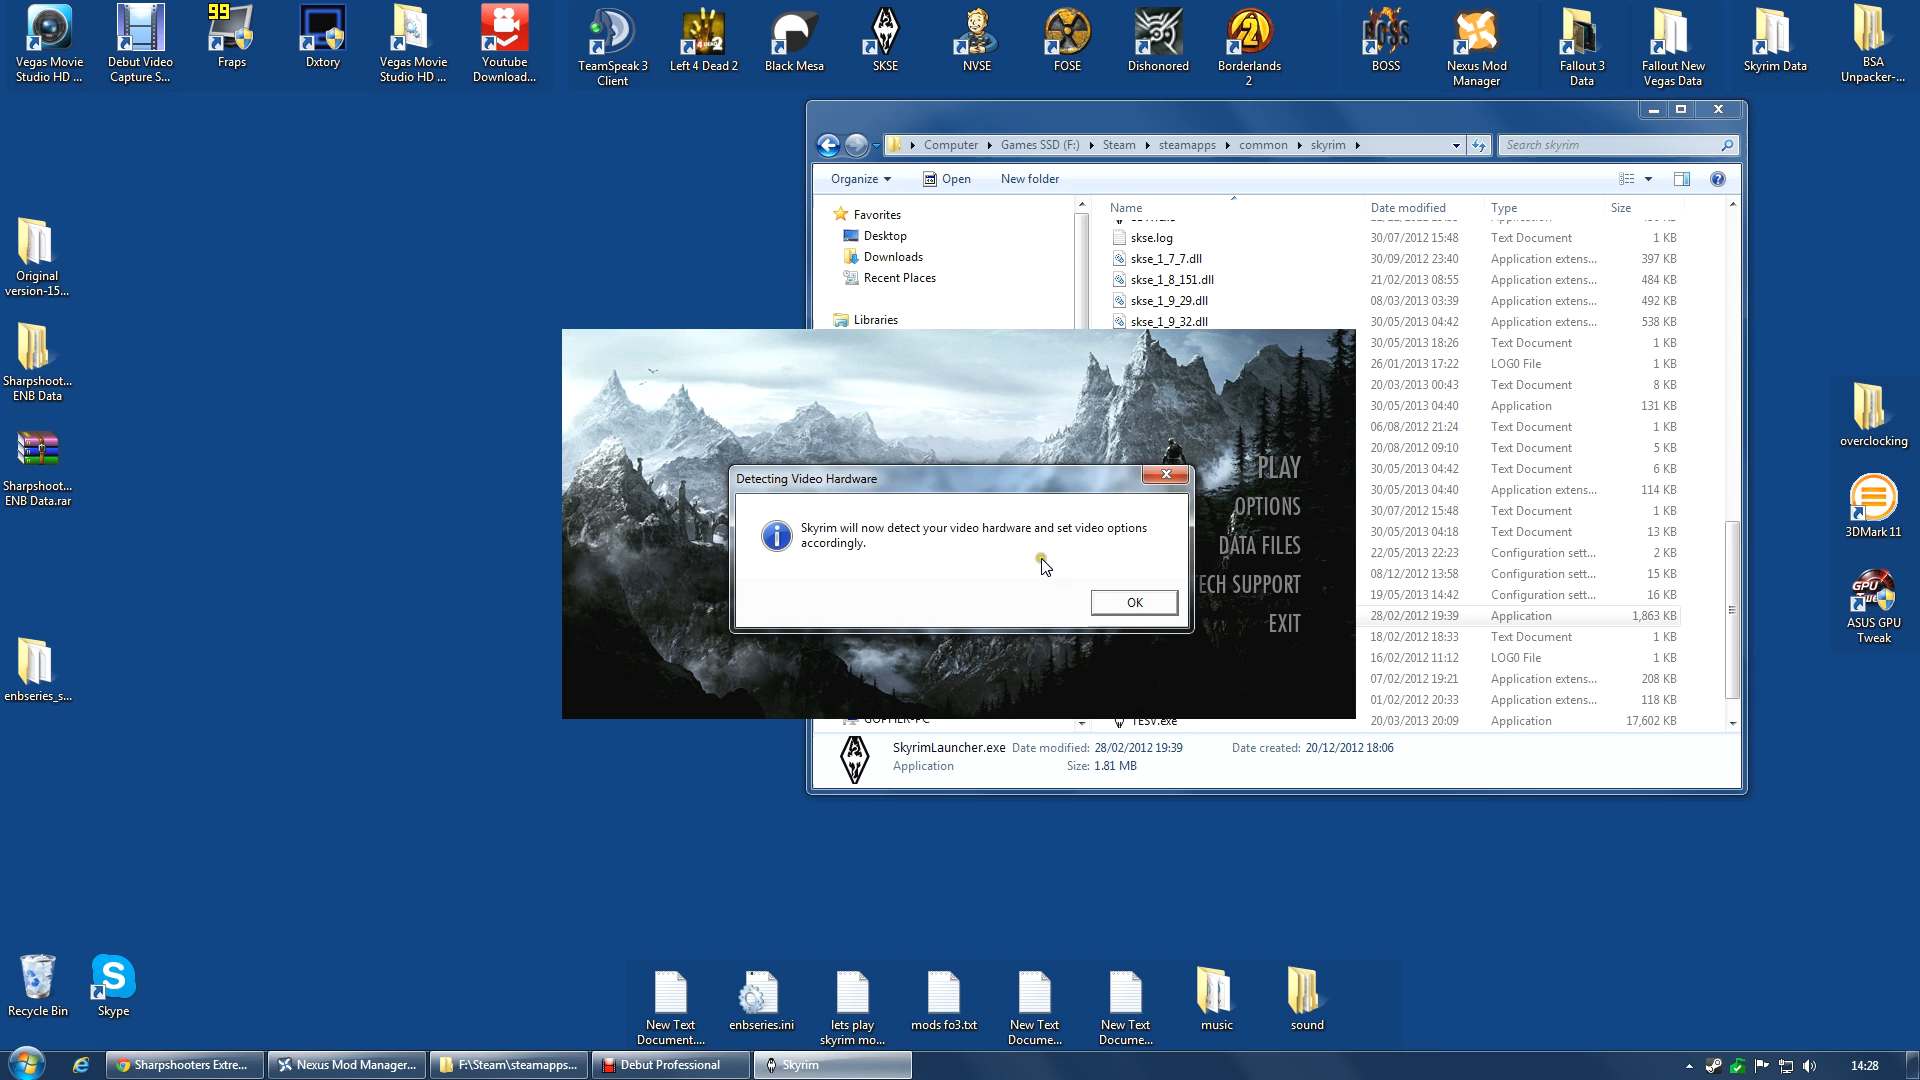 99
Vegas Movie
Studio HD ...
Debut Video
Capture S...
Fraps
Dxtory
Vegas Movie
Studio HD ...
Youtube
Download...
TeamSpeak 3
Client
Left 4 Dead 2
Black Mesa
SKSE
NVSE
FOSE
Dishonored
Borderlands
2
BOSS
Nexus Mod
Manager
Fallout 3
Data
Fallout New
Vegas Data
Skyrim Data
BSA
Unpacker-...
Original
version-15...
Sharpshoot...
ENB Data
Sharpshoot...
ENB Data.rar
enbseries_s...
overclocking
3DMark 11
ASUS GPU
Tweak
Computer
Games SSD (F:)
Steam
steamapps
common
skyrim
Search skyrim
Organize
Open
New folder
Favorites
Desktop
Downloads
Recent Places
Libraries
Name Date modified Type Size
skse.log 30/07/2012 15:48 Text Document 1 KB
skse_1_7_7.dll 30/09/2012 23:40 Application extens... 397 KB
skse_1_8_151.dll 21/02/2013 08:55 Application extens... 484 KB
skse_1_9_29.dll 08/03/2013 03:39 Application extens... 492 KB
skse_1_9_32.dll 30/05/2013 04:42 Application extens... 538 KB
30/05/2013 18:26 Text Document 1 KB
26/01/2013 17:22 LOG0 File 1 KB
20/03/2013 00:43 Text Document 8 KB
30/05/2013 04:40 Application 131 KB
06/08/2012 21:24 Text Document 1 KB
20/08/2012 09:10 Text Document 5 KB
30/05/2013 04:42 Text Document 6 KB
30/05/2013 04:40 Application extens... 114 KB
30/07/2012 15:48 Text Document 1 KB
30/05/2013 04:18 Text Document 13 KB
22/05/2013 22:23 Configuration sett... 2 KB
08/12/2012 13:58 Configuration sett... 15 KB
19/05/2013 14:42 Configuration sett... 16 KB
28/02/2012 19:39 Application 1,863 KB
18/02/2012 18:33 Text Document 1 KB
16/02/2012 11:12 LOG0 File 1 KB
07/02/2012 19:21 Application extens... 208 KB
01/02/2012 20:33 Application extens... 118 KB
TESV.exe 20/03/2013 20:09 Application 17,602 KB
GOPHER-PC
PLAY
OPTIONS
DATA FILES
ECH SUPPORT
EXIT
Detecting Video Hardware
Skyrim will now detect your video hardware and set video options
accordingly.
OK
SkyrimLauncher.exe Date modified: 28/02/2012 19:39 Date created: 20/12/2012 18:06
Application Size: 1.81 MB
Recycle Bin
Skype
New Text
Document....
enbseries.ini
lets play
skyrim mo...
mods fo3.txt
New Text
Docume...
New Text
Docume...
music
sound
Sharpshooters Extre...
Nexus Mod Manager...
F:\Steam\steamapps...
Debut Professional
Skyrim
14:28